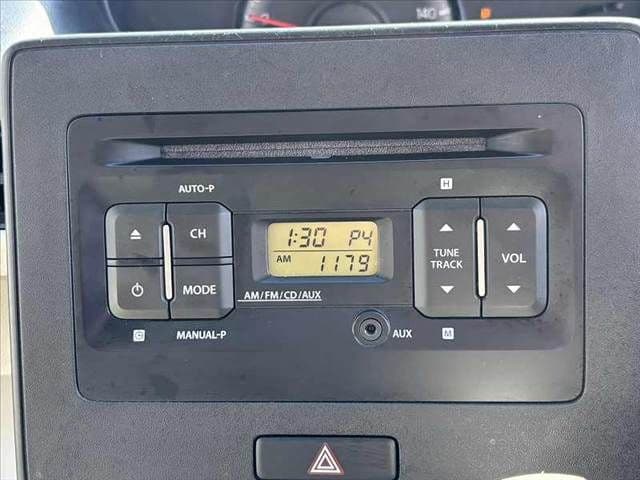 140
AUTO-P
H
CH
1:30 P4
AM 1179
TUNE
TRACK
VOL
MODE
AM/FM/CD/AUX
C
MANUAL-P
AUX
M